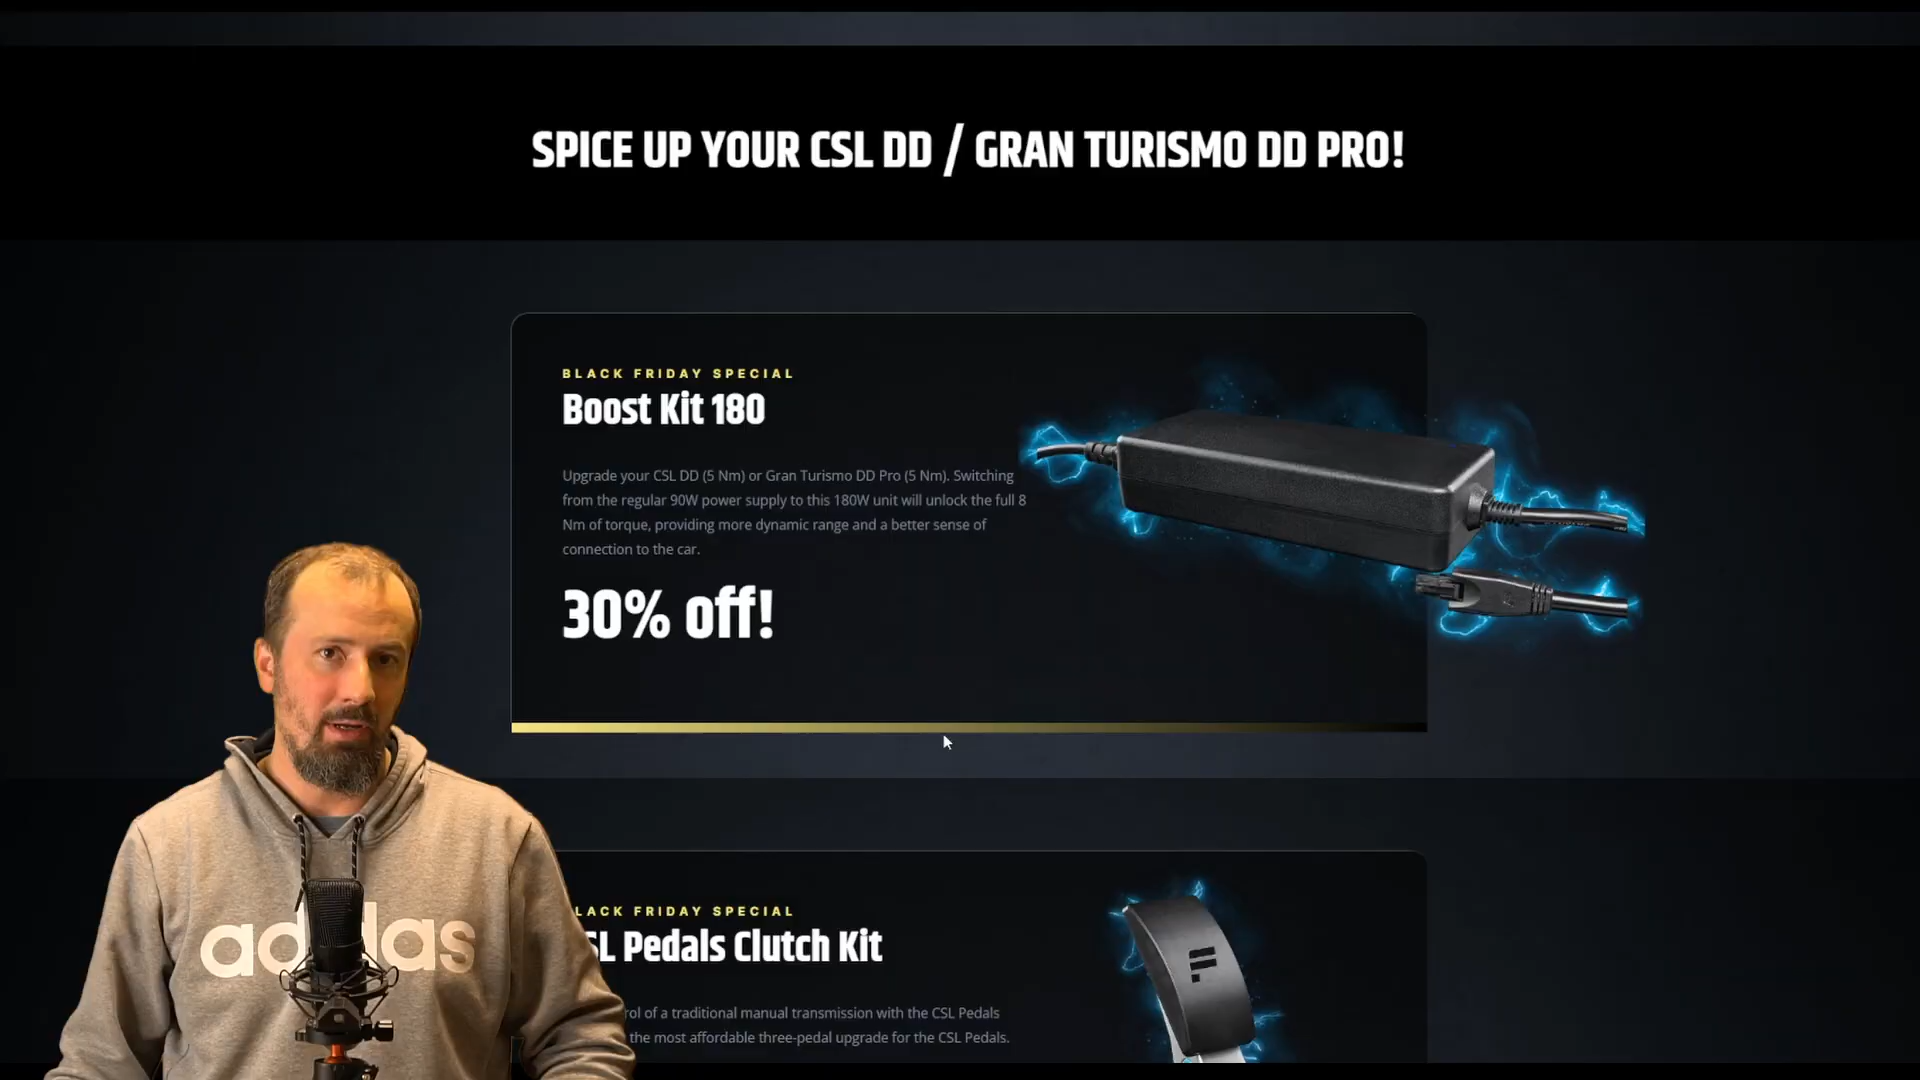 SPICE UP YOUR CSL DD / GRAN TURISMO DD PRO!
BLACK FRIDAY SPECIAL
Boost Kit 180
Upgrade your CSL DD (5 Nm) or Gran Turismo DD Pro (5 Nm). Switching
from the regular 90W power supply to this 180W unit will unlock the full 8
Nm of torque, providing more dynamic range and a better sense of
connection to the car.
30% off!
LACK FRIDAY SPECIAL
SL Pedals Clutch Kit
rol of a traditional manual transmission with the CSL Pedals
the most affordable three-pedal upgrade for the CSL Pedals.
adidas